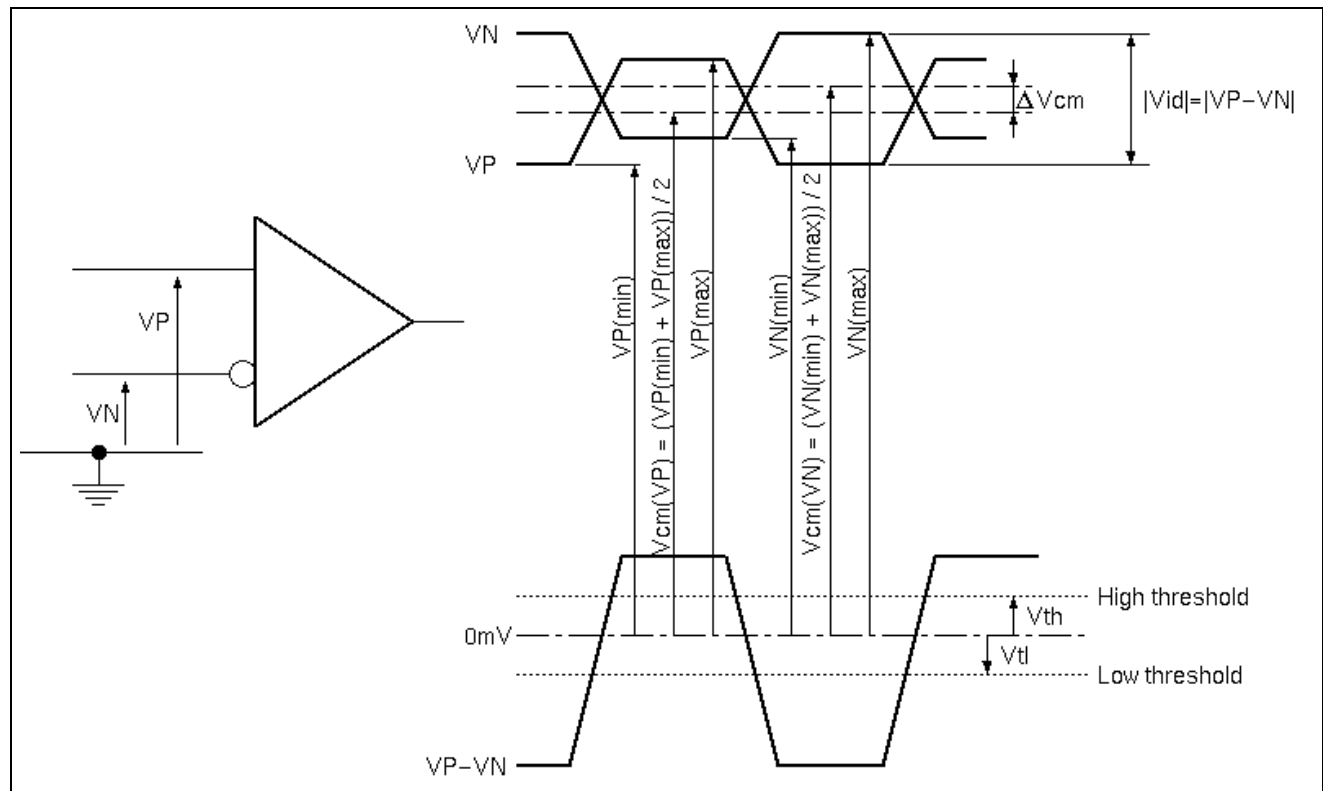 VN
VP
ΔVcm
|Vid|=|VP−VN|
VP
VN
VP(min)
Vcm(VP) = (VP(min) + VP(max)) / 2
VP(max)
VN(min)
Vcm(VN) = (VN(min) + VN(max)) / 2
VN(max)
High threshold
Vth
0mV
Vtl
Low threshold
VP−VN